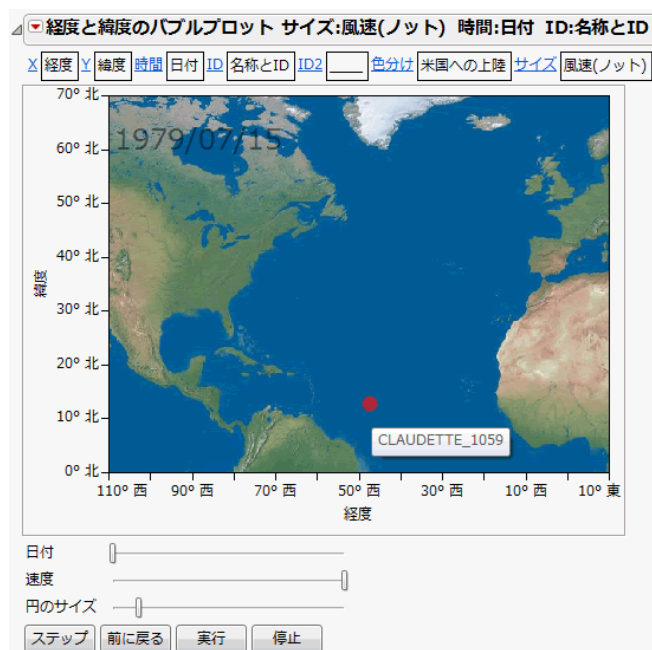 経度と緯度のバブルプロット サイズ:風速(ノット) 時間:日付 ID:名称とID
X 経度 Y 緯度 時間 日付 ID 名称とID ID2 色分け 米国への上陸 サイズ 風速(ノット)
1979/07/15
70° 北
60° 北
50° 北
40° 北
30° 北
20° 北
10° 北
0° 北
緯度
CLAUDETTE_1059
110° 西 90° 西 70° 西 50° 西 30° 西 10° 西 10° 東
経度
日付
速度
円のサイズ
ステップ 前に戻る 実行 停止